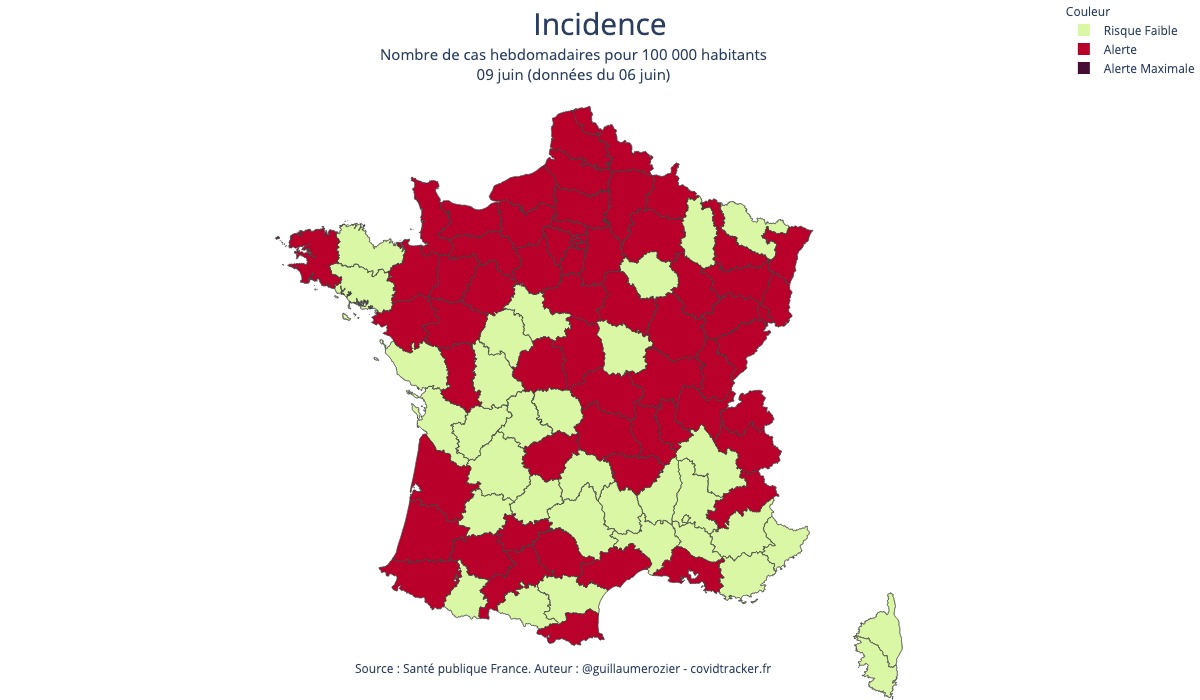 Incidence
Nombre de cas hebdomadaires pour 100 000 habitants
09 juin (données du 06 juin)
Couleur
Risque Faible
Alerte
Alerte Maximale
Source : Santé publique France. Auteur : @guillaumerozier - covidtracker.fr